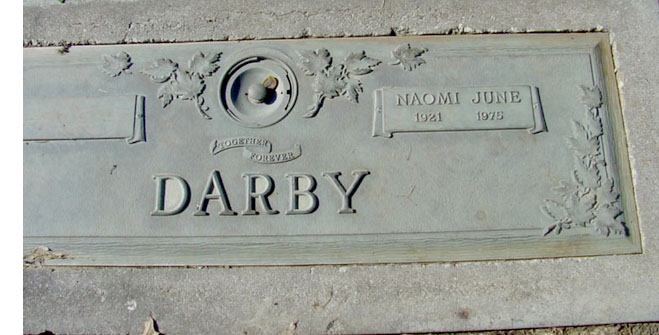 NAOMI JUNE
1921 1975
TOGETHER
FOREVER
DARBY